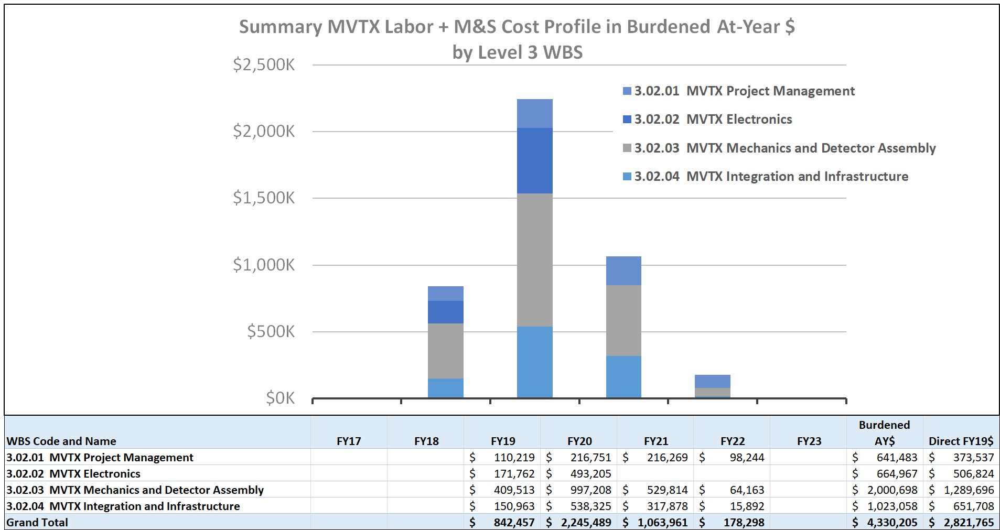 Summary MVTX Labor + M&S Cost Profile in Burdened At-Year $
by Level 3 WBS
$2,500K
$2,000K
$1,500K
$1,000K
$500K
$0K
3.02.01 MVTX Project Management
3.02.02 MVTX Electronics
3.02.03 MVTX Mechanics and Detector Assembly
3.02.04 MVTX Integration and Infrastructure
WBS Code and Name FY17 FY18 FY19 FY20 FY21 FY22 FY23 Burdened AY$ Direct FY19$
3.02.01 MVTX Project Management $ 110,219 $ 216,751 $ 216,269 $ 98,244 $ 641,483 $ 373,537
3.02.02 MVTX Electronics $ 171,762 $ 493,205 $ 664,967 $ 506,824
3.02.03 MVTX Mechanics and Detector Assembly $ 409,513 $ 997,208 $ 529,814 $ 64,163 $ 2,000,698 $ 1,289,696
3.02.04 MVTX Integration and Infrastructure $ 150,963 $ 538,325 $ 317,878 $ 15,892 $ 1,023,058 $ 651,708
Grand Total $ 842,457 $ 2,245,489 $ 1,063,961 $ 178,298 $ 4,330,205 $ 2,821,765